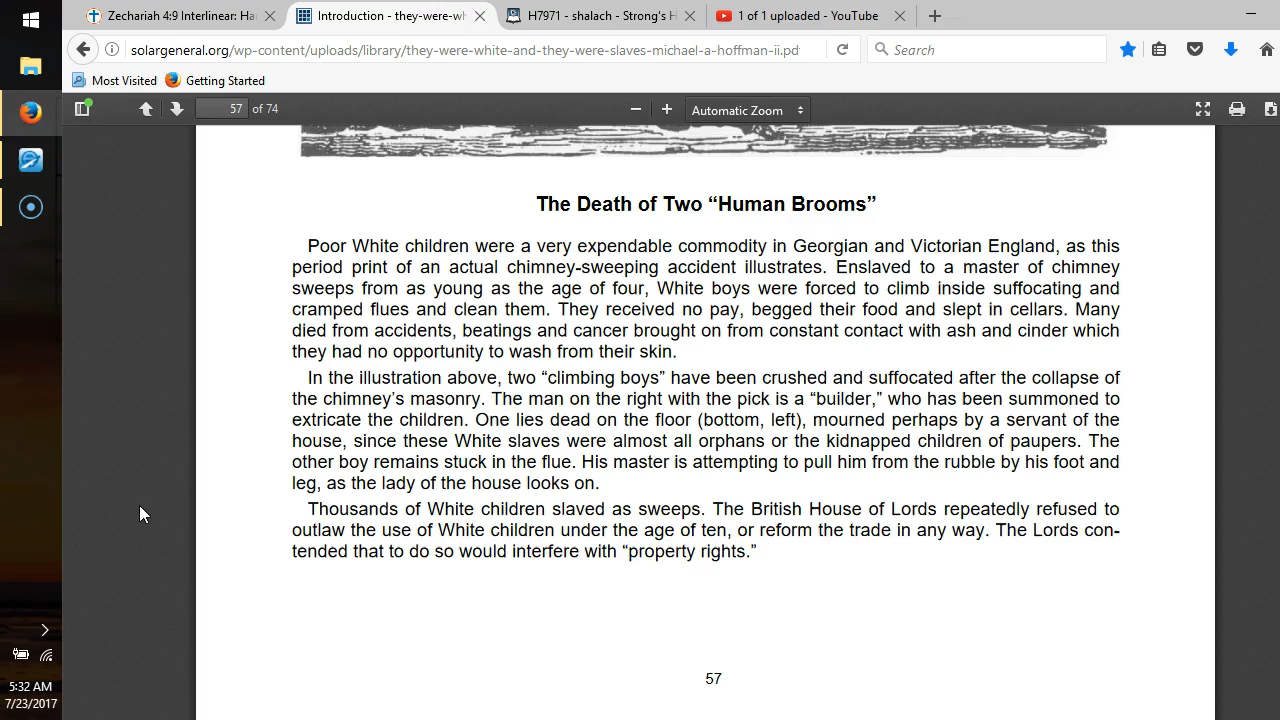 Zechariah 4:9 Interlinear: Ha
Introduction - they-were-wh
H7971 - shalach - Strong's H
1 of 1 uploaded - YouTube
solargeneral.org/wp-content/uploads/library/they-were-white-and-they-were-slaves-michael-a-hoffman-ii.pd
Search
Most Visited
Getting Started
57 of 74
Automatic Zoom
The Death of Two “Human Brooms”
Poor White children were a very expendable commodity in Georgian and Victorian England, as this
period print of an actual chimney-sweeping accident illustrates. Enslaved to a master of chimney
sweeps from as young as the age of four, White boys were forced to climb inside suffocating and
cramped flues and clean them. They received no pay, begged their food and slept in cellars. Many
died from accidents, beatings and cancer brought on from constant contact with ash and cinder which
they had no opportunity to wash from their skin.
In the illustration above, two “climbing boys” have been crushed and suffocated after the collapse of
the chimney’s masonry. The man on the right with the pick is a “builder,” who has been summoned to
extricate the children. One lies dead on the floor (bottom, left), mourned perhaps by a servant of the
house, since these White slaves were almost all orphans or the kidnapped children of paupers. The
other boy remains stuck in the flue. His master is attempting to pull him from the rubble by his foot and
leg, as the lady of the house looks on.
Thousands of White children slaved as sweeps. The British House of Lords repeatedly refused to
outlaw the use of White children under the age of ten, or reform the trade in any way. The Lords con-
tended that to do so would interfere with “property rights.”
57
5:32 AM
7/23/2017